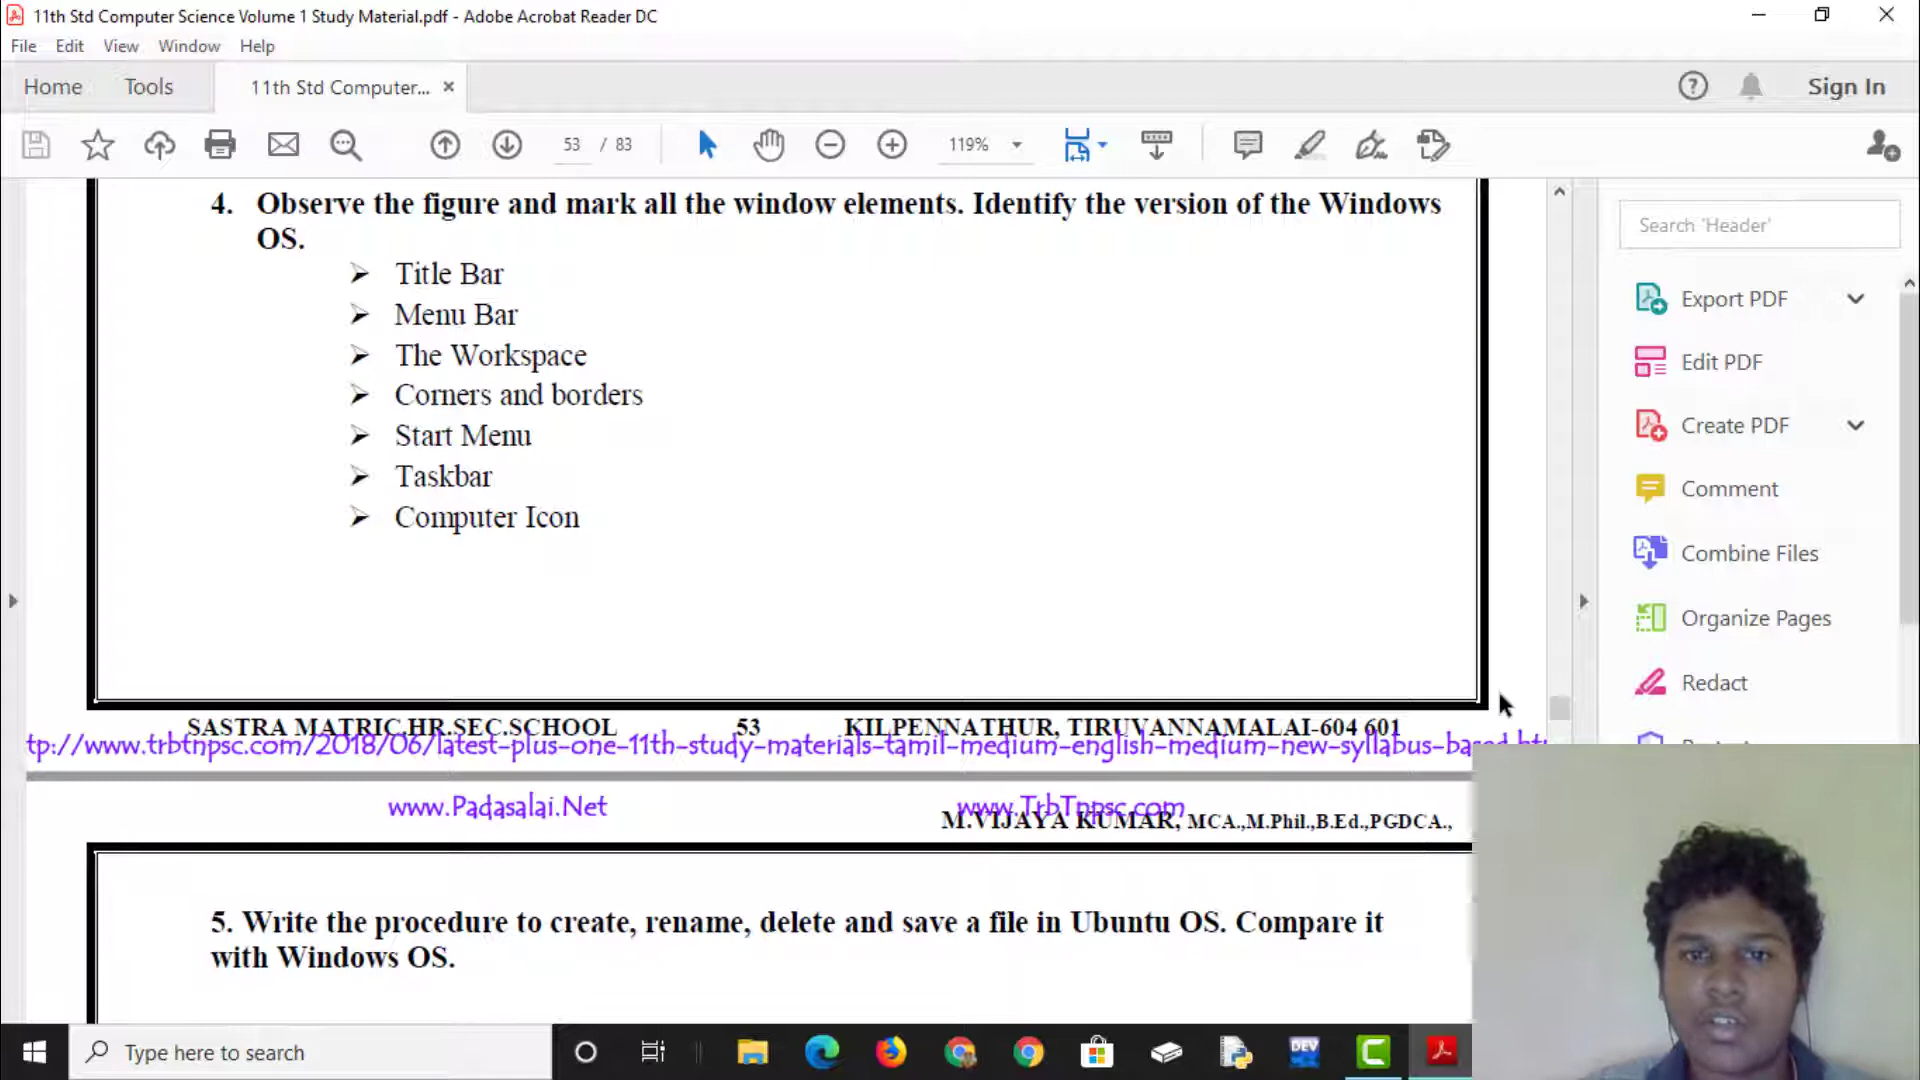 11th Std Computer Science Volume 1 Study Material.pdf - Adobe Acrobat Reader DC
File Edit View Window Help
Home Tools 11th Std Computer... × Sign In
53 / 83 119%
4. Observe the figure and mark all the window elements. Identify the version of the Windows
OS.
Title Bar
Menu Bar
The Workspace
Corners and borders
Start Menu
Taskbar
Computer Icon
SASTRA MATRIC.HR.SEC.SCHOOL 53 KILPENNATHUR, TIRUVANNAMALAI-604 601
tp://www.trbtnpsc.com/2018/06/latest-plus-one-11th-study-materials-tamil-medium-english-medium-new-syllabus-based.ht
www.Padasalai.Net www.TrbTnpsc.com
M.VIJAYA KUMAR, MCA.,M.Phil.,B.Ed.,PGDCA.,
5. Write the procedure to create, rename, delete and save a file in Ubuntu OS. Compare it
with Windows OS.
Search 'Header'
Export PDF
Edit PDF
Create PDF
Comment
Combine Files
Organize Pages
Redact
Type here to search
DEV